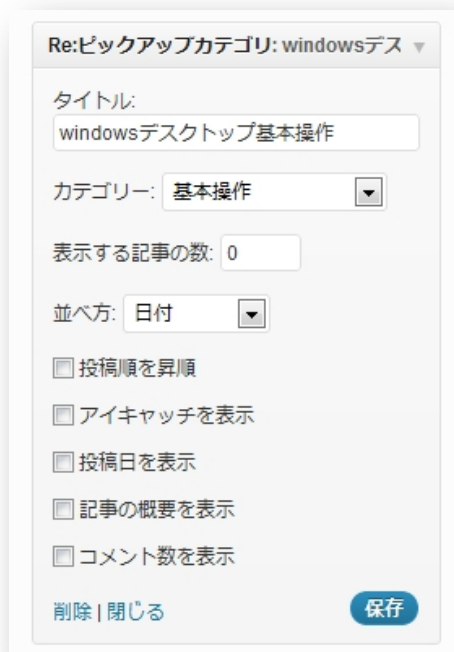 Re:ピックアップカテゴリ: windowsデス
タイトル:
windowsデスクトップ基本操作
カテゴリー: 基本操作
表示する記事の数: 0
並べ方: 日付
投稿順を昇順
アイキャッチを表示
投稿日を表示
記事の概要を表示
コメント数を表示
削除 | 閉じる 保存